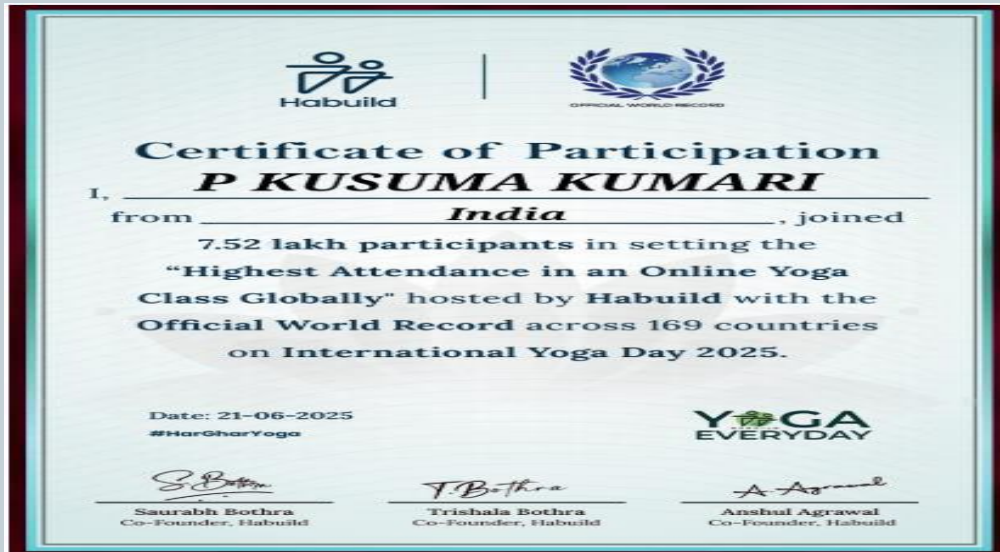 Habuild
OFFICIAL WORLD RECORD
Certificate of Participation
I, P KUSUMA KUMARI
from India, joined
7.52 lakh participants in setting the
“Highest Attendance in an Online Yoga
Class Globally" hosted by Habuild with the
Official World Record across 169 countries
on International Yoga Day 2025.
Date: 21-06-2025
#HarGharYoga
YOGA
EVERYDAY
S. Bothra T. Bothra A. Agrawal
Saurabh Bothra Trishala Bothra Anshul Agrawal
Co-Founder, Habuild Co-Founder, Habuild Co-Founder, Habuild